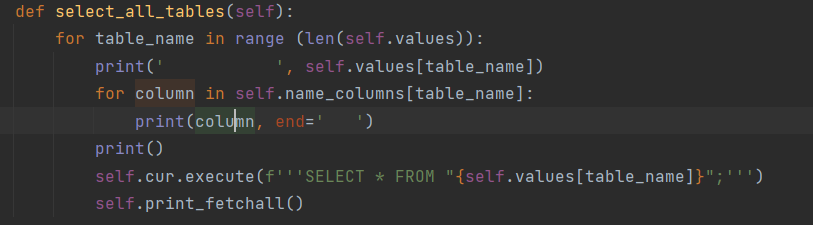 def select_all_tables(self):
    for table_name in range (len(self.values)):
        print('           ', self.values[table_name])
        for column in self.name_columns[table_name]:
            print(column, end='   ')
        print()
        self.cur.execute(f'''SELECT * FROM "{self.values[table_name]}";''')
        self.print_fetchall()